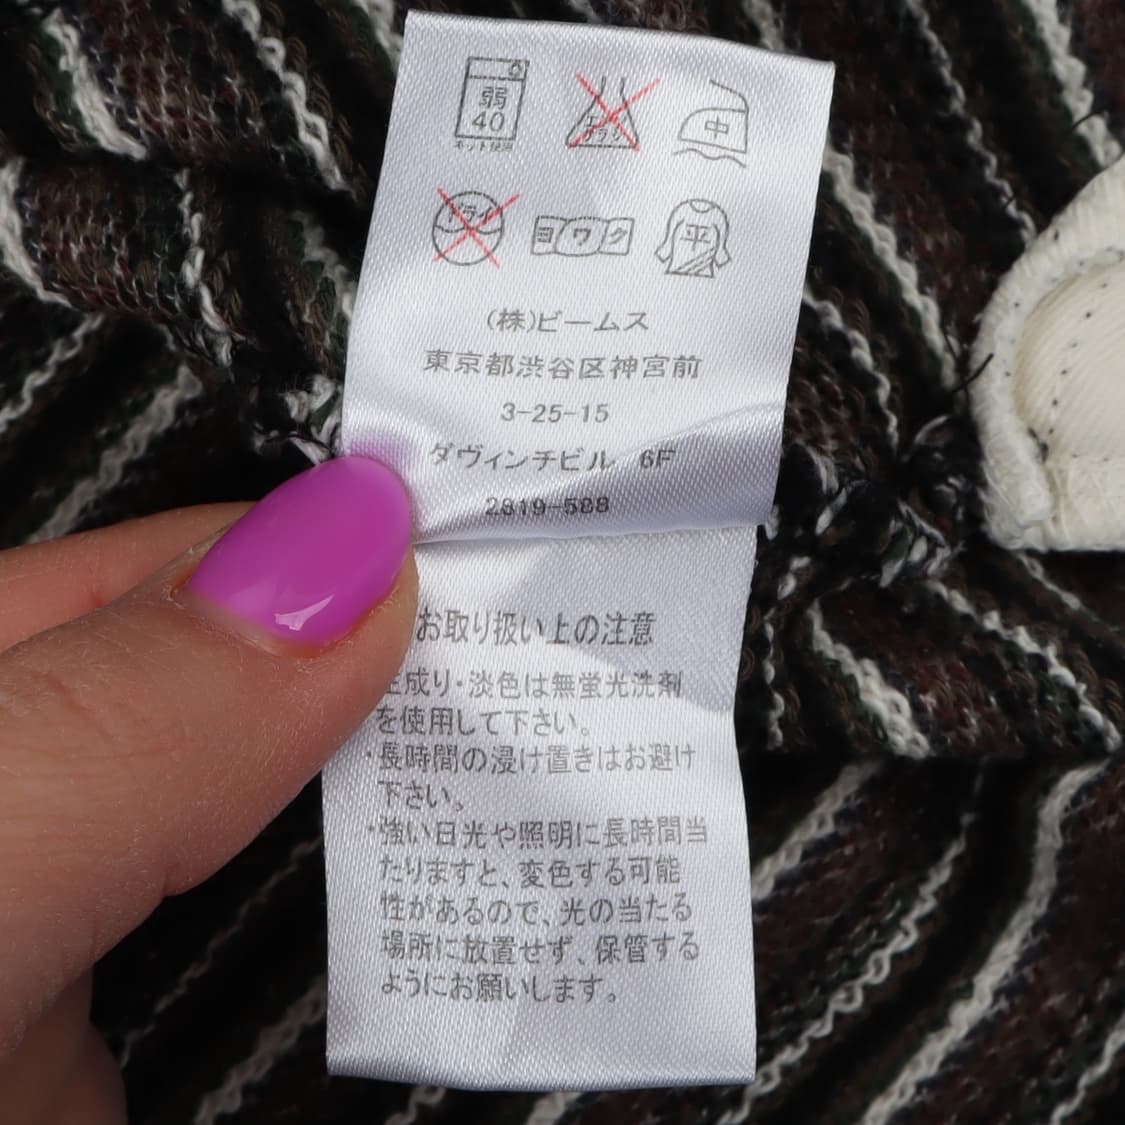 弱
40
ネット使用
エンソ
サラシ
中
ドライ
ヨワク
平
(株)ビームス
東京都渋谷区神宮前
3-25-15
ダヴィンチビル 6F
2819-588
お取り扱い上の注意
生成り・淡色は無蛍光洗剤
を使用して下さい。
・長時間の浸け置きはお避け
下さい。
・強い日光や照明に長時間当
たりますと、変色する可能
性があるので、光の当たる
場所に放置せず、保管する
ようにお願いします。